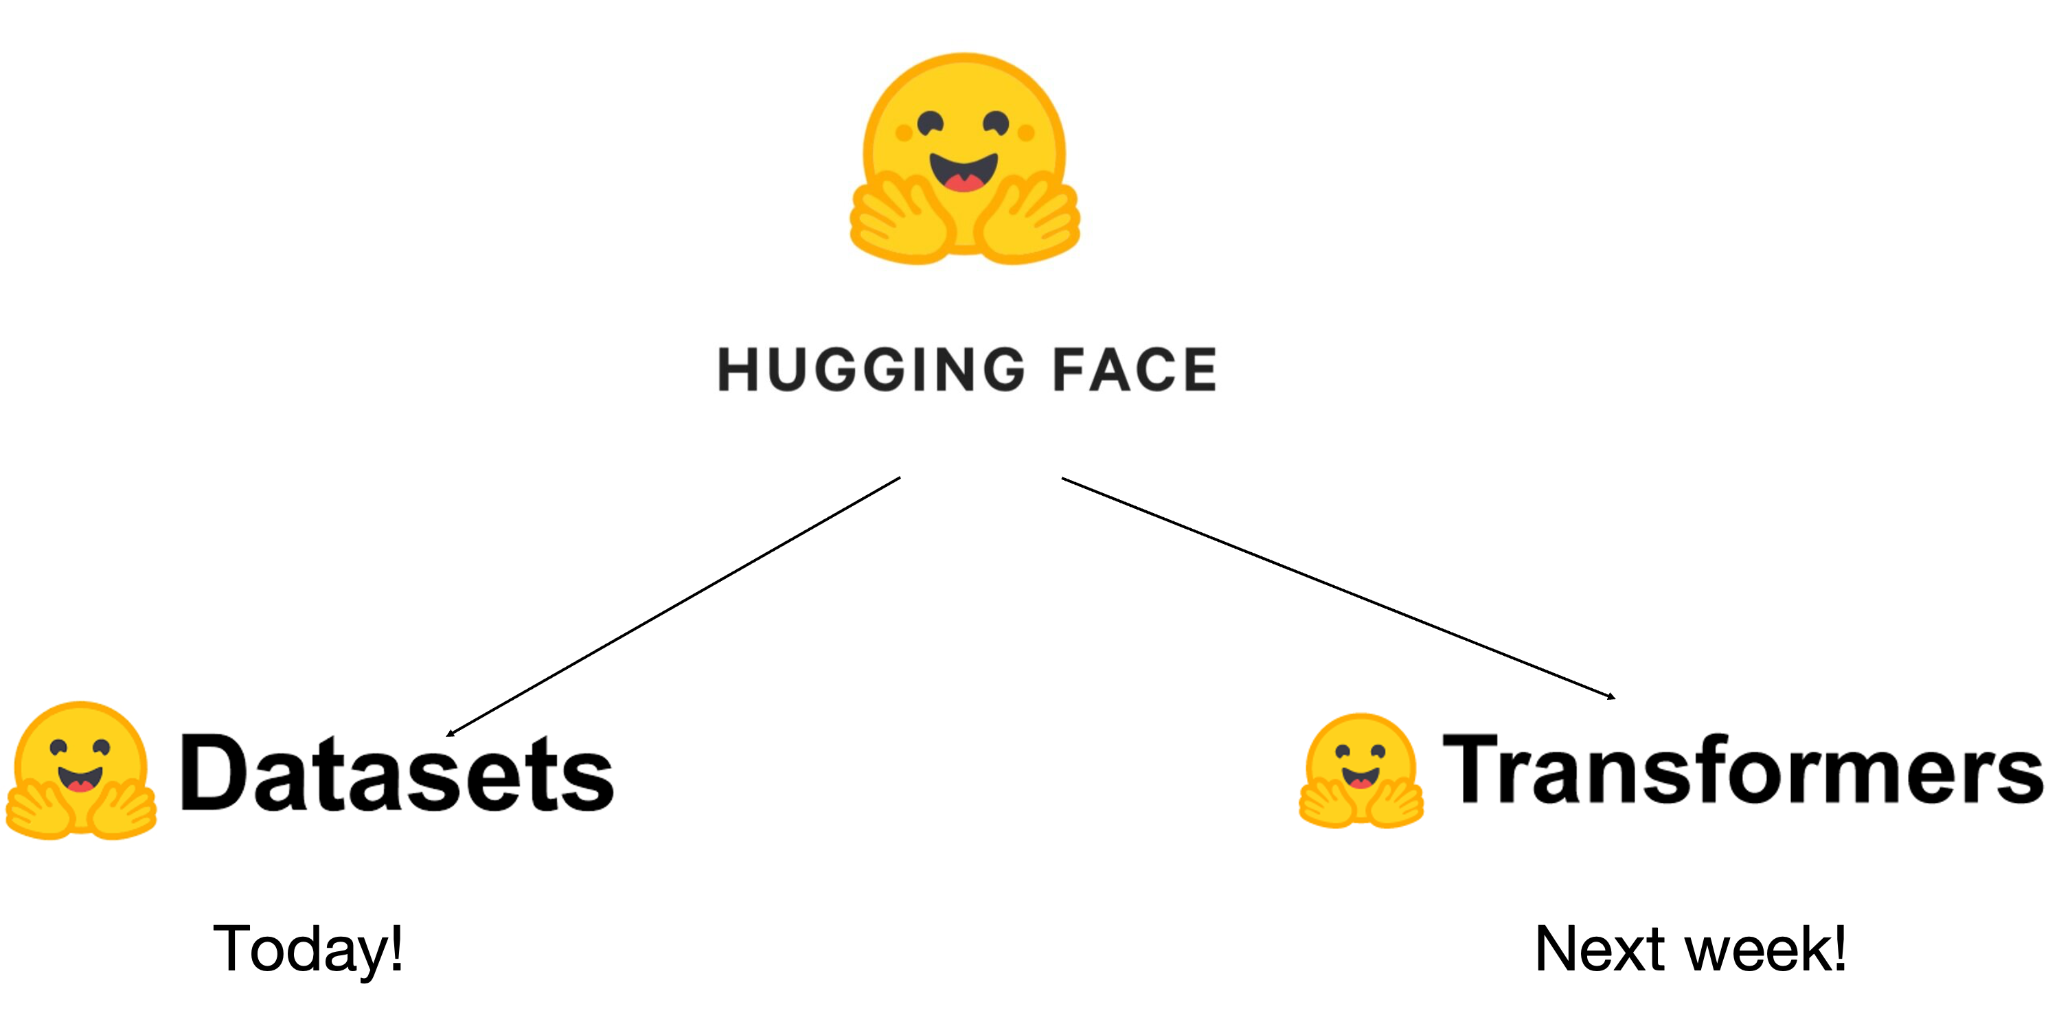 HUGGING FACE
Datasets
Transformers
Today!
Next week!